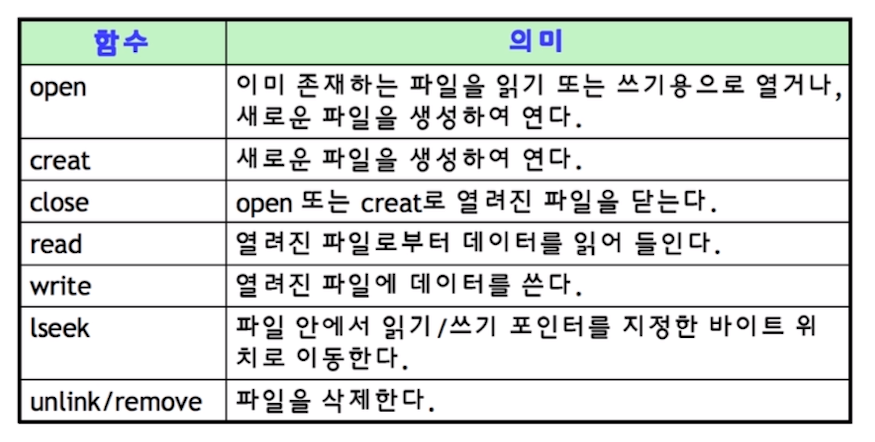 함수 의미
open 이미 존재하는 파일을 읽기 또는 쓰기용으로 열거나,
새로운 파일을 생성하여 연다.
creat 새로운 파일을 생성하여 연다.
close open 또는 creat로 열려진 파일을 닫는다.
read 열려진 파일로부터 데이터를 읽어 들인다.
write 열려진 파일에 데이터를 쓴다.
lseek 파일 안에서 읽기/쓰기 포인터를 지정한 바이트 위
치로 이동한다.
unlink/remove 파일을 삭제한다.